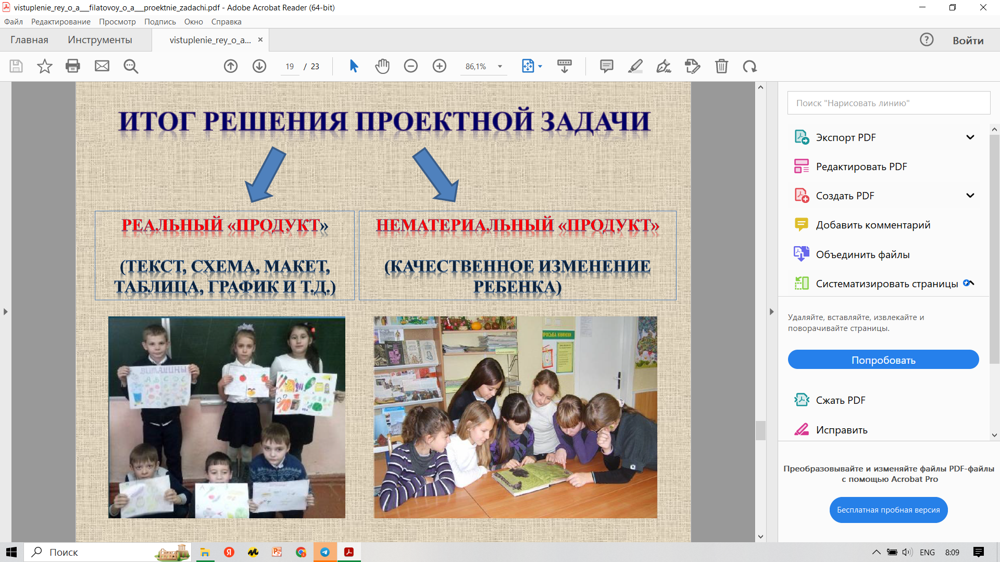 vistuplenie_rey_o_a__filatovoy_o_a__proektnie_zadachi.pdf - Adobe Acrobat Reader (64-bit)
Файл Редактирование Просмотр Подпись Окно Справка
Главная Инструменты vistuplenie_rey_o_a... × Войти
19 / 23 86,1%
ИТОГ РЕШЕНИЯ ПРОЕКТНОЙ ЗАДАЧИ
РЕАЛЬНЫЙ «ПРОДУКТ»
(ТЕКСТ, СХЕМА, МАКЕТ,
ТАБЛИЦА, ГРАФИК И Т.Д.)
НЕМАТЕРИАЛЬНЫЙ «ПРОДУКТ»
(КАЧЕСТВЕННОЕ ИЗМЕНЕНИЕ
РЕБЕНКА)
ВИТАМИНЫ
A B C D E
Поиск "Нарисовать линию"
Экспорт PDF
Редактировать PDF
Создать PDF
Добавить комментарий
Объединить файлы
Систематизировать страницы
Удаляйте, вставляйте, извлекайте и
поворачивайте страницы.
Попробовать
Сжать PDF
Исправить
Преобразовывайте и изменяйте файлы PDF-файлы
с помощью Acrobat Pro
Бесплатная пробная версия
Поиск
ENG 8:09